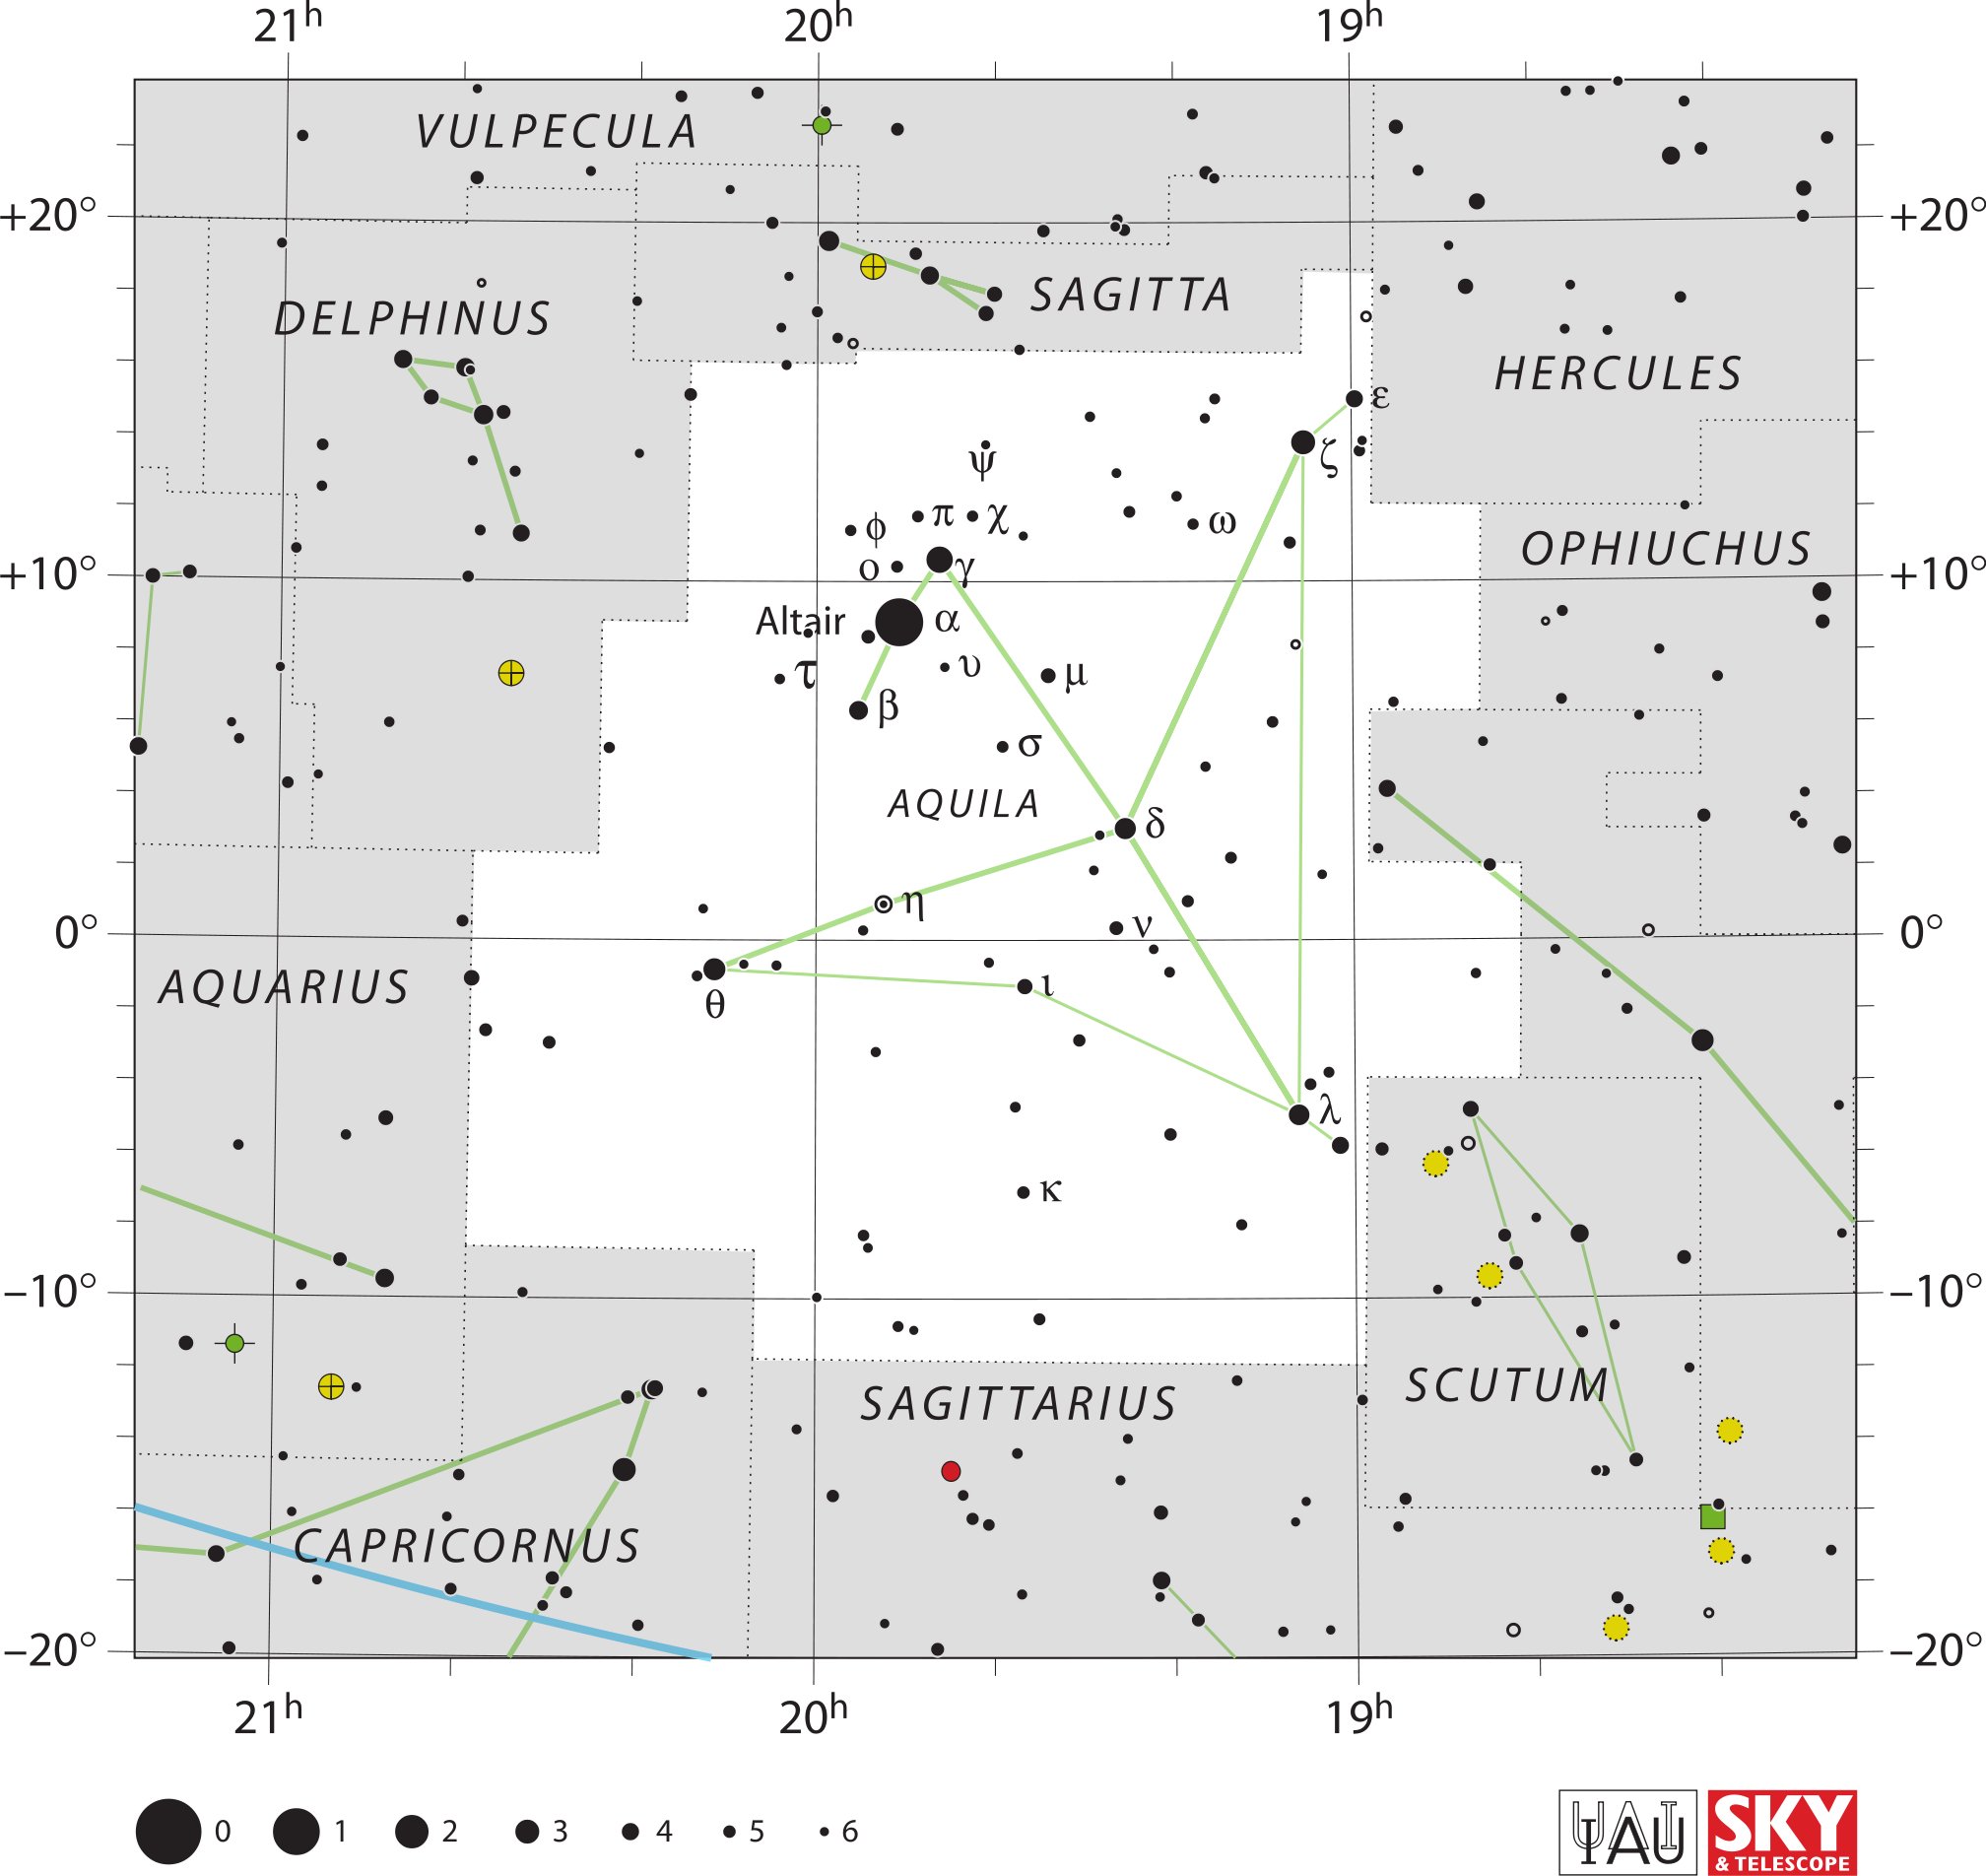 21h 20h 19h
VULPECULA
+20° +20°
SAGITTA
DELPHINUS
HERCULES
ε
ζ
ψ
φ π χ ω
OPHIUCHUS
+10° ο γ +10°
Altair α
τ υ μ
β
σ
AQUILA
δ
η
ν
0° 0°
AQUARIUS
θ ι
λ
κ
−10° −10°
SAGITTARIUS
SCUTUM
CAPRICORNUS
−20° −20°
21h 20h 19h
0 1 2 3 4 5 6
IAU
SKY
& TELESCOPE